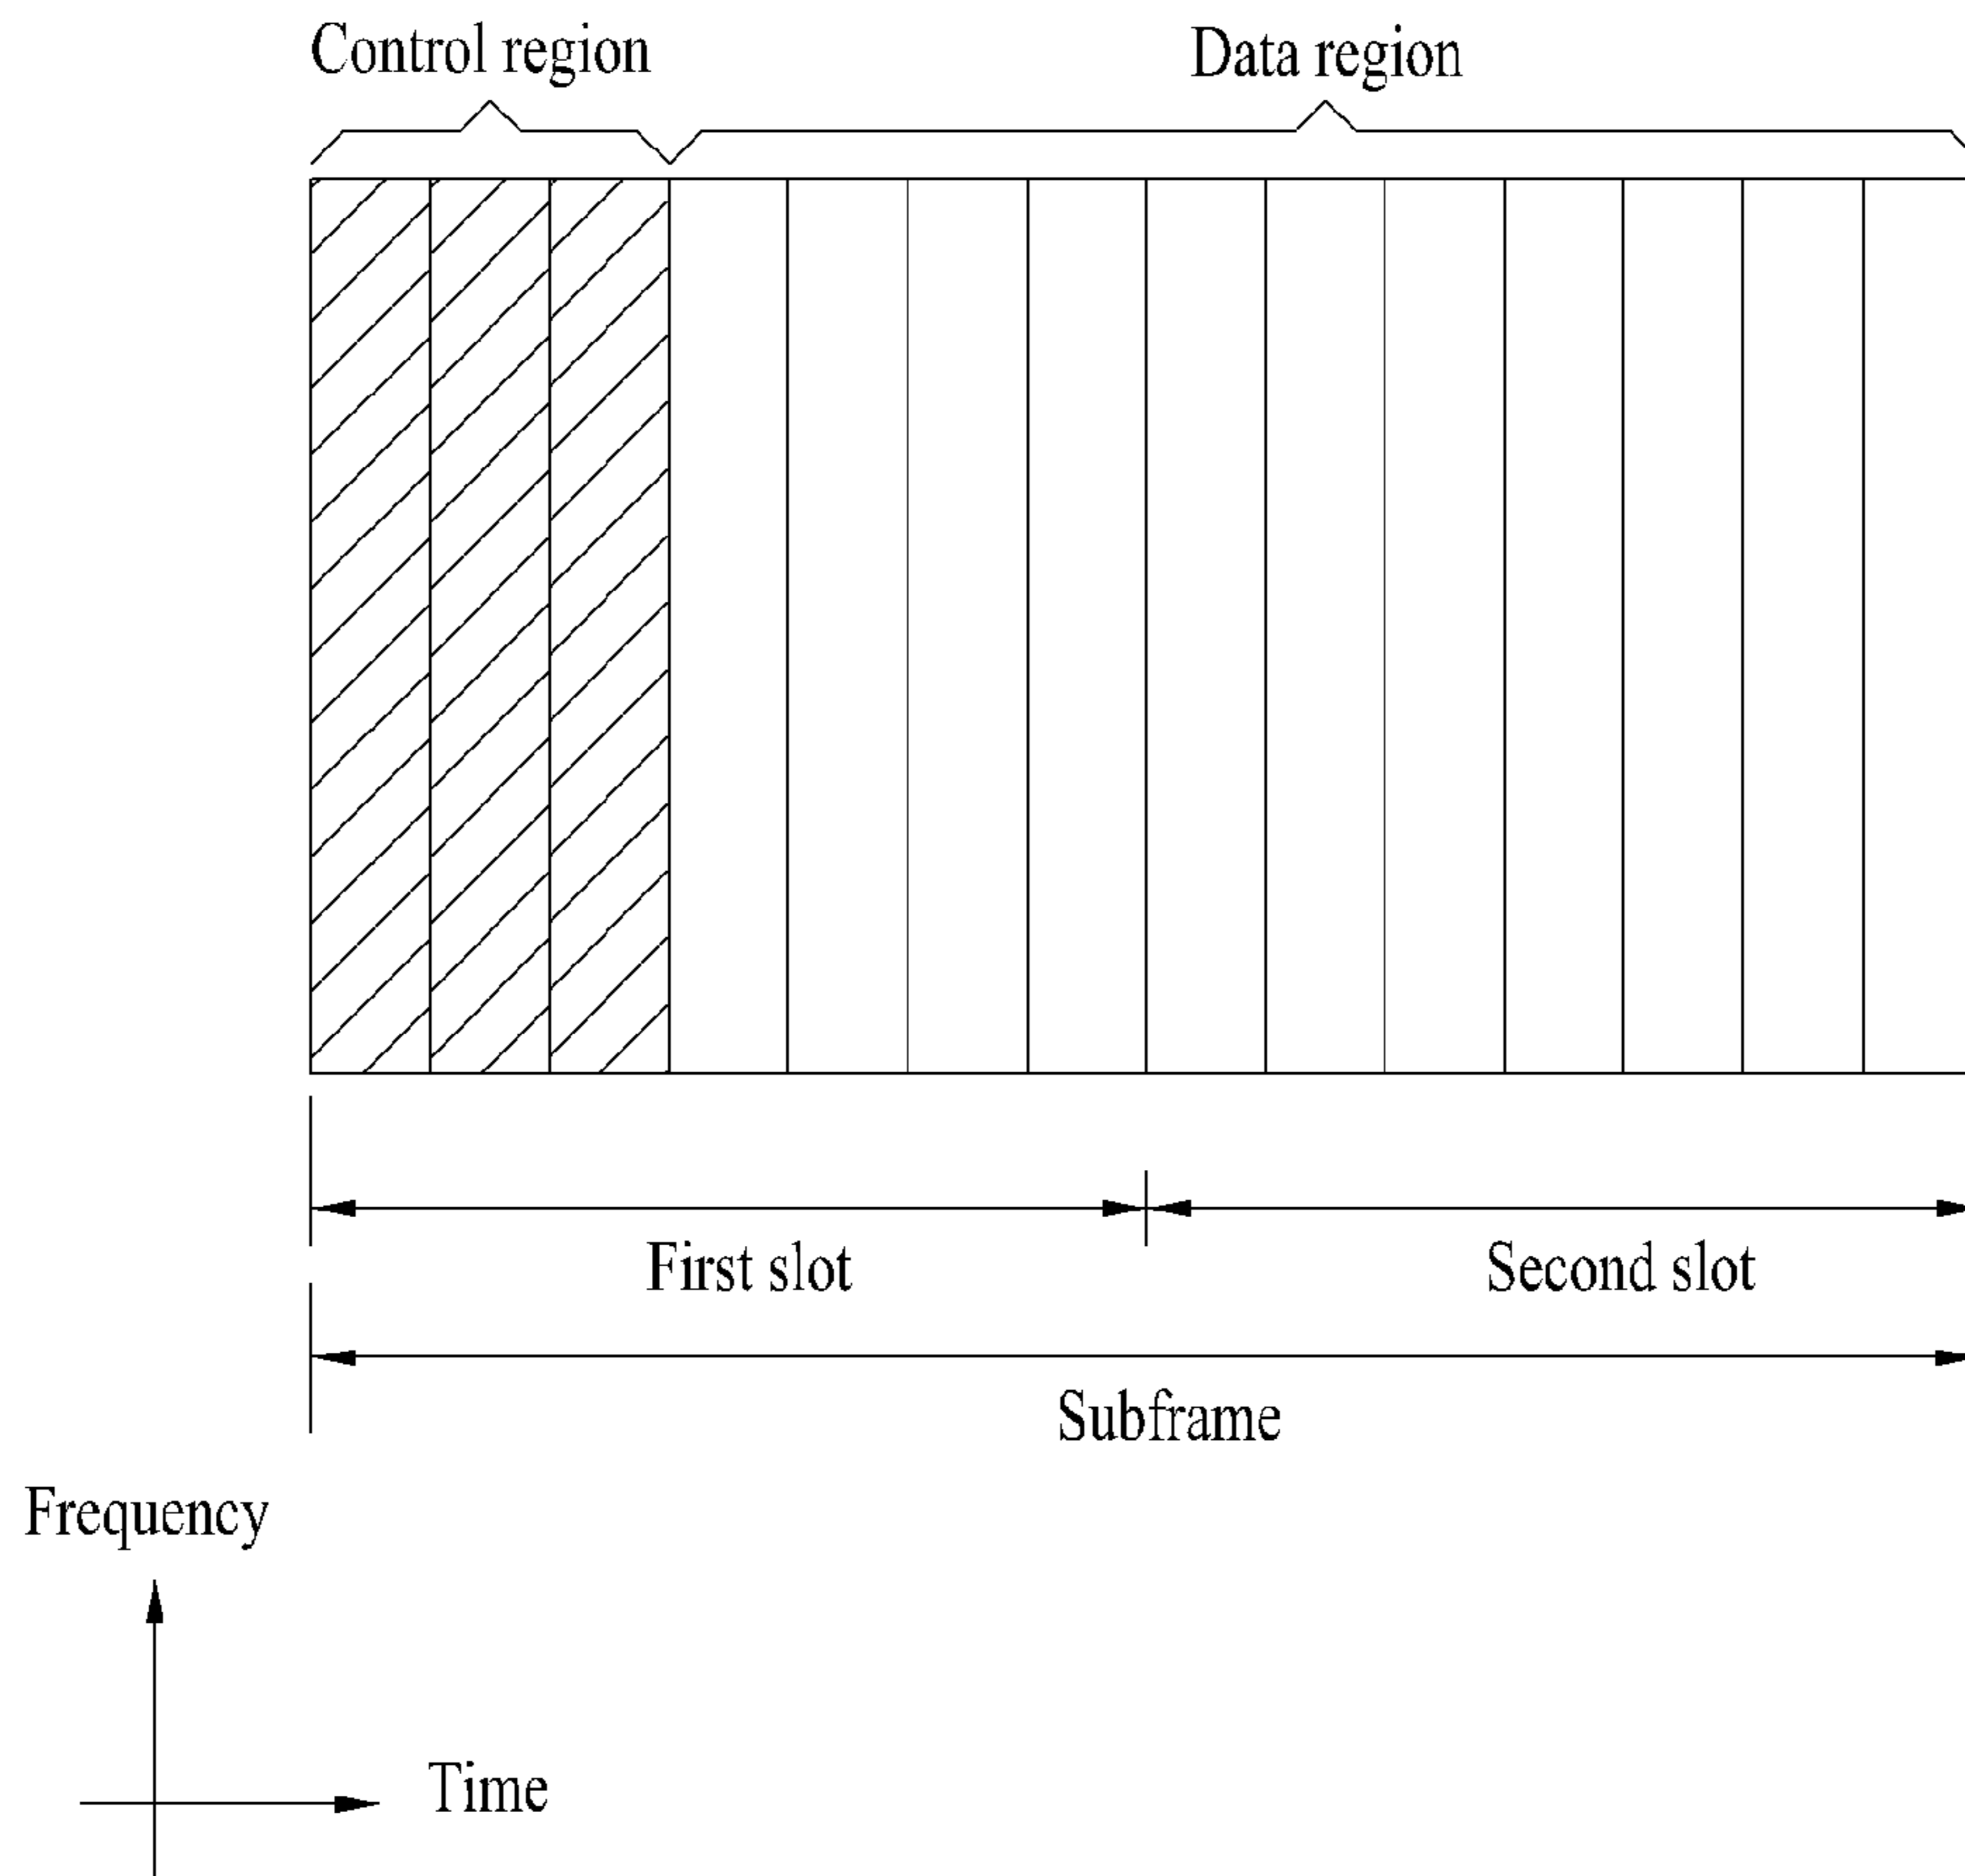 Control region
Data region
First slot
Second slot
Subframe
Frequency
Time